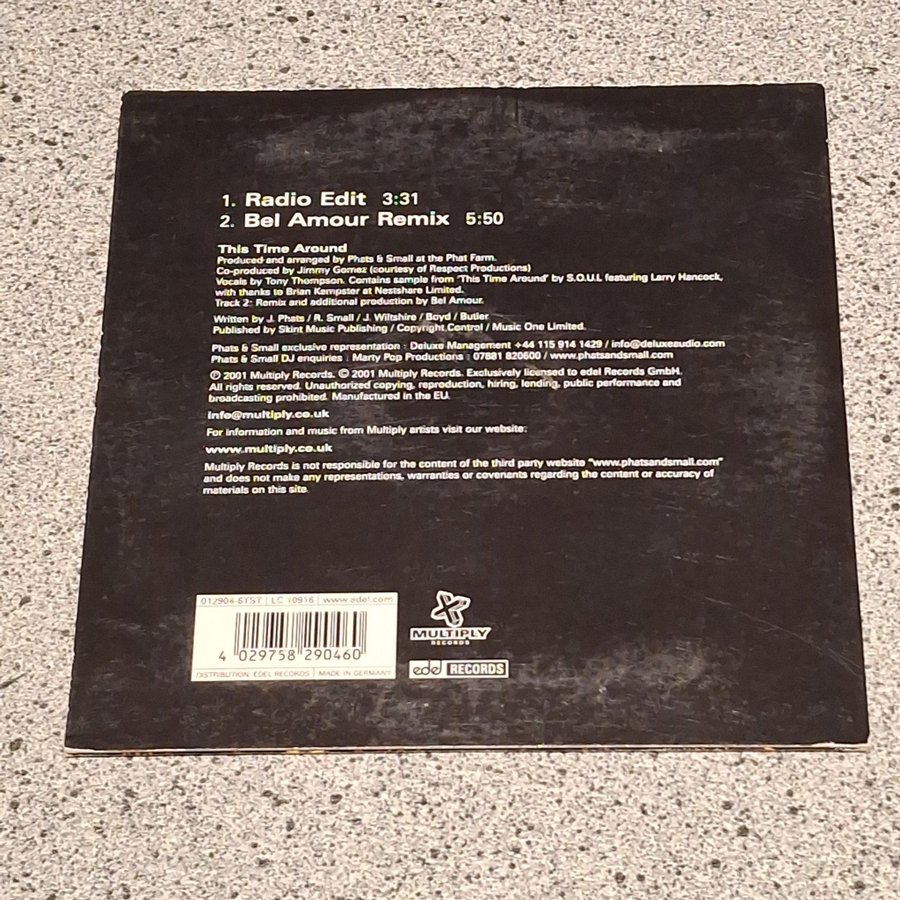 1. Radio Edit 3:31
2. Bel Amour Remix 5:50
This Time Around
Produced and arranged by Phats & Small at the Phat Farm.
Co-produced by Jimmy Gomez (courtesy of Respect Productions)
Vocals by Tony Thompson. Contains sample from 'This Time Around' by S.O.U.L featuring Larry Hancock,
with thanks to Brian Kempster at Nestshare Limited.
Track 2: Remix and additional production by Bel Amour.
Written by J. Phats / R. Small / J. Wiltshire / Boyd / Butler
Published by Skint Music Publishing / Copyright Control / Music One Limited.
Phats & Small exclusive representation : Deluxe Management +44 115 914 1429 / info@deluxeaudio.com
Phats & Small DJ enquiries : Marty Pop Productions : 07881 820600 / www.phatsandsmall.com
℗ 2001 Multiply Records. © 2001 Multiply Records. Exclusively licensed to edel Records GmbH.
All rights reserved. Unauthorized copying, reproduction, hiring, lending, public performance and
broadcasting prohibited. Manufactured in the EU.
info@multiply.co.uk
For information and music from Multiply artists visit our website:
www.multiply.co.uk
Multiply Records is not responsible for the content of the third party website "www.phatsandsmall.com"
and does not make any representations, warranties or covenants regarding the content or accuracy of
materials on this site.
| LC 10916 | www.edel.com
4 029758 290460
DISTRIBUTION: EDEL RECORDS | MADE IN GERMANY
MULTIPLY
RECORDS
edel RECORDS